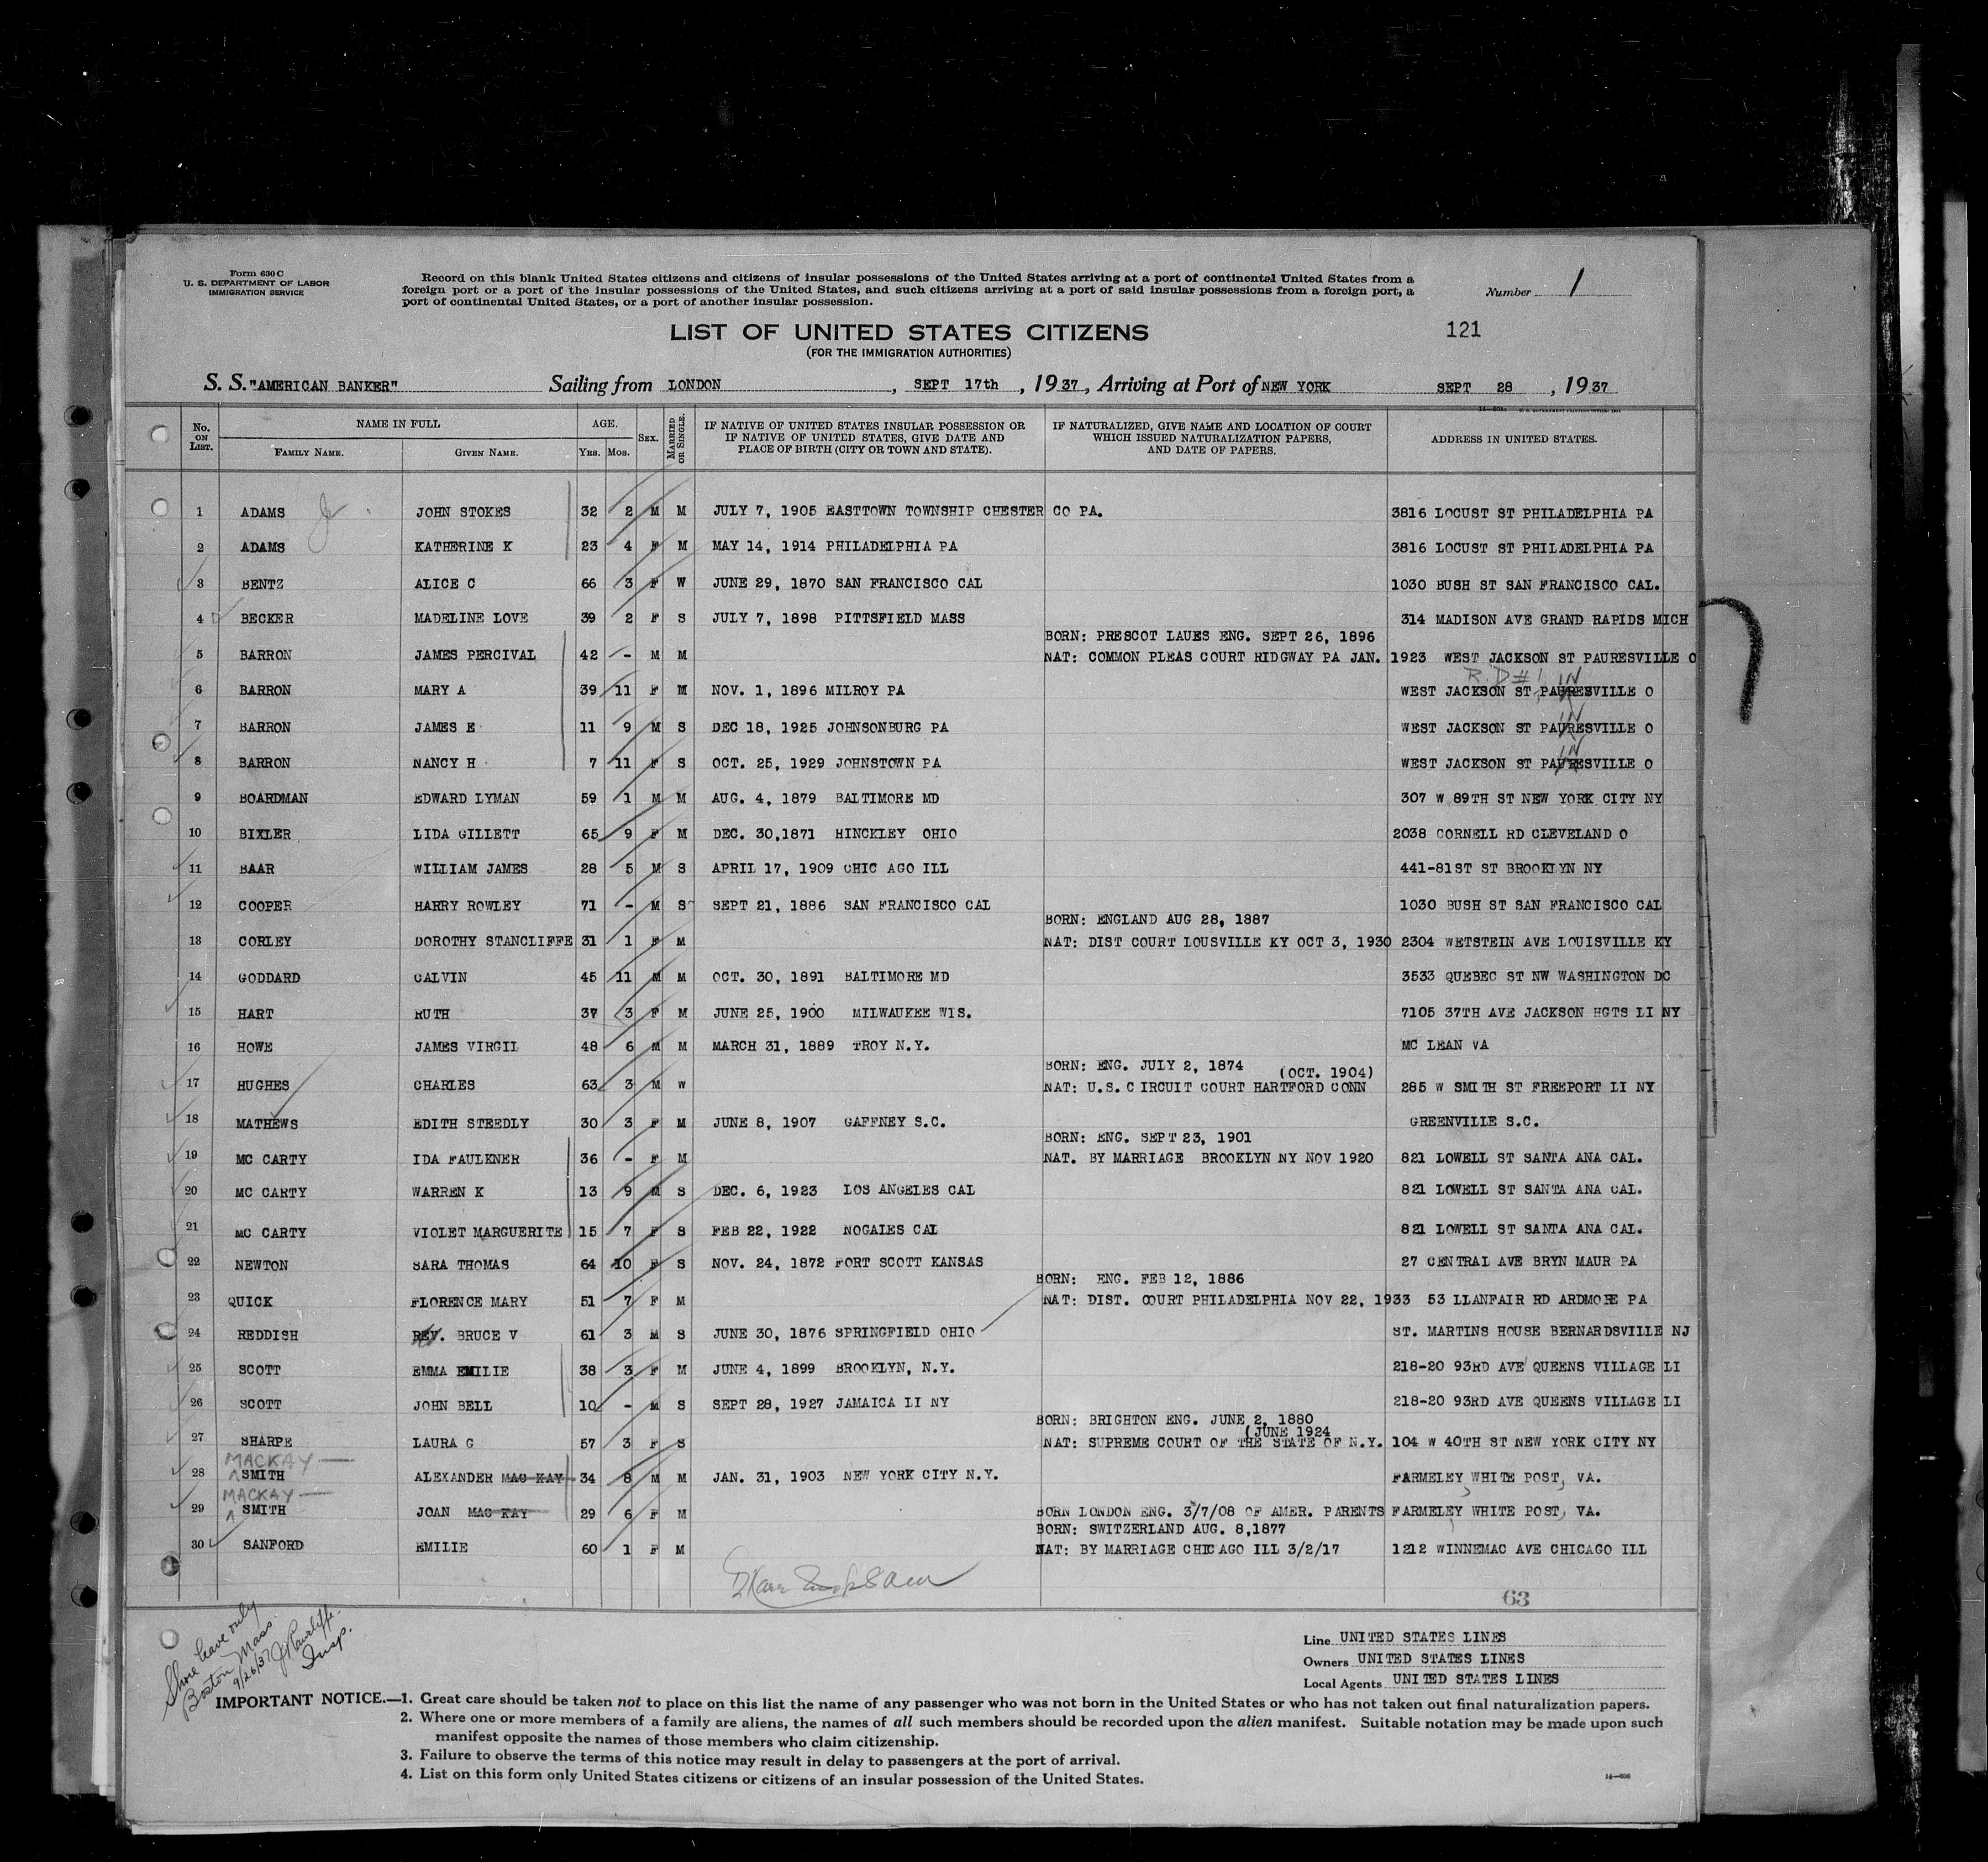 Form 630 C
U. S. DEPARTMENT OF LABOR
IMMIGRATION SERVICE
Record on this blank United States citizens and citizens of insular possessions of the United States arriving at a port of continental United States from a
foreign port or a port of the insular possessions of the United States, and such citizens arriving at a port of said insular possessions from a foreign port, a
port of continental United States, or a port of another insular possession.
Number 1
LIST OF UNITED STATES CITIZENS
(FOR THE IMMIGRATION AUTHORITIES)
121
S. S. "AMERICAN BANKER" Sailing from LONDON, SEPT 17th, 1937, Arriving at Port of NEW YORK SEPT 28, 1937
No. ON LIST. NAME IN FULL FAMILY NAME. GIVEN NAME. AGE. YRS. MOS. SEX. MARRIED OR SINGLE. IF NATIVE OF UNITED STATES INSULAR POSSESSION OR IF NATIVE OF UNITED STATES, GIVE DATE AND PLACE OF BIRTH (CITY OR TOWN AND STATE). IF NATURALIZED, GIVE NAME AND LOCATION OF COURT WHICH ISSUED NATURALIZATION PAPERS, AND DATE OF PAPERS. ADDRESS IN UNITED STATES.
1 ADAMS Jr. JOHN STOKES 32 2 M M JULY 7, 1905 EASTTOWN TOWNSHIP CHESTER CO PA. 3816 LOCUST ST PHILADELPHIA PA
2 ADAMS KATHERINE K 23 4 F M MAY 14, 1914 PHILADELPHIA PA 3816 LOCUST ST PHILADELPHIA PA
3 BENTZ ALICE C 66 3 F W JUNE 29, 1870 SAN FRANCISCO CAL 1030 BUSH ST SAN FRANCISCO CAL.
4 BECKER MADELINE LOVE 39 2 F S JULY 7, 1898 PITTSFIELD MASS 314 MADISON AVE GRAND RAPIDS MICH
BORN: PRESCOT LAUES ENG. SEPT 26, 1896
5 BARRON JAMES PERCIVAL 42 - M M NAT: COMMON PLEAS COURT RIDGWAY PA JAN. 1923 WEST JACKSON ST PAURESVILLE O
R.D #1 IN
6 BARRON MARY A 39 11 F M NOV. 1, 1896 MILROY PA WEST JACKSON ST PAURESVILLE O
IN
7 BARRON JAMES E 11 9 M S DEC 18, 1925 JOHNSONBURG PA WEST JACKSON ST PAURESVILLE O
IN
8 BARRON NANCY H 7 11 F S OCT. 25, 1929 JOHNSTOWN PA WEST JACKSON ST PAURESVILLE O
9 BOARDMAN EDWARD LYMAN 59 1 M M AUG. 4, 1879 BALTIMORE MD 307 W 89TH ST NEW YORK CITY NY
10 BIXLER LIDA GILLETT 65 9 F M DEC. 30,1871 HINCKLEY OHIO 2038 CORNELL RD CLEVELAND O
11 BAAR WILLIAM JAMES 28 5 M S APRIL 17, 1909 CHIC AGO ILL 441-81ST ST BROOKLYN NY
12 COOPER HARRY ROWLEY 71 - M S SEPT 21, 1886 SAN FRANCISCO CAL 1030 BUSH ST SAN FRANCISCO CAL
BORN: ENGLAND AUG 28, 1887
13 CORLEY DOROTHY STANCLIFFE 31 1 F M NAT: DIST COURT LOUSVILLE KY OCT 3, 1930 2304 WETSTEIN AVE LOUISVILLE KY
14 GODDARD CALVIN 45 11 M M OCT. 30, 1891 BALTIMORE MD 3533 QUEBEC ST NW WASHINGTON DC
15 HART RUTH 37 3 F M JUNE 25, 1900 MILWAUKEE WIS. 7105 37TH AVE JACKSON HGTS LI NY
16 HOWE JAMES VIRGIL 48 6 M M MARCH 31, 1889 TROY N.Y. MC LEAN VA
BORN: ENG. JULY 2, 1874 (OCT. 1904)
17 HUGHES CHARLES 63 3 M W NAT: U.S. C IRCUIT COURT HARTFORD CONN 285 W SMITH ST FREEPORT LI NY
18 MATHEWS EDITH STEEDLY 30 3 F M JUNE 8, 1907 GAFFNEY S.C. GREENVILLE S.C.
BORN: ENG. SEPT 23, 1901
19 MC CARTY IDA FAULKNER 36 - F M NAT. BY MARRIAGE BROOKLYN NY NOV 1920 821 LOWELL ST SANTA ANA CAL.
20 MC CARTY WARREN K 13 9 M S DEC. 6, 1923 LOS ANGELES CAL 821 LOWELL ST SANTA ANA CAL.
21 MC CARTY VIOLET MARGUERITE 15 7 F S FEB 22, 1922 NOGALES CAL 821 LOWELL ST SANTA ANA CAL.
22 NEWTON SARA THOMAS 64 10 F S NOV. 24, 1872 FORT SCOTT KANSAS 27 CENTRAL AVE BRYN MAUR PA
BORN: ENG. FEB 12, 1886
23 QUICK FLORENCE MARY 51 7 F M NAT: DIST. COURT PHILADELPHIA NOV 22, 1933 53 LLANFAIR RD ARDMORE PA
24 REDDISH REV. BRUCE V 61 3 M S JUNE 30, 1876 SPRINGFIELD OHIO ST. MARTINS HOUSE BERNARDSVILLE NJ
25 SCOTT EMMA EMILIE 38 3 F M JUNE 4, 1899 BROOKLYN, N.Y. 218-20 93RD AVE QUEENS VILLAGE LI
26 SCOTT JOHN BELL 10 - M S SEPT 28, 1927 JAMAICA LI NY 218-20 93RD AVE QUEENS VILLAGE LI
BORN: BRIGHTON ENG. JUNE 2, 1880
(JUNE 1924
27 SHARPE LAURA G 57 3 F S NAT: SUPREME COURT OF THE STATE OF N.Y. 104 W 40TH ST NEW YORK CITY NY
MACKAY
28 SMITH ALEXANDER MAC KAY 34 8 M M JAN. 31, 1903 NEW YORK CITY N.Y. FARMELEY, WHITE POST, VA.
MACKAY
29 SMITH JOAN MAC KAY 29 6 F M BORN LONDON ENG. 3/7/08 OF AMER. PARENTS FARMELEY WHITE POST, VA.
BORN: SWITZERLAND AUG. 8,1877
30 SANFORD EMILIE 60 1 F M NAT: BY MARRIAGE CHICAGO ILL 3/2/17 1212 WINNEMAC AVE CHICAGO ILL
63
Shore leave only
Boston Mass.
9/26/37
Insp.
Line UNITED STATES LINES
Owners UNITED STATES LINES
Local Agents UNITED STATES LINES
IMPORTANT NOTICE.—1. Great care should be taken not to place on this list the name of any passenger who was not born in the United States or who has not taken out final naturalization papers.
2. Where one or more members of a family are aliens, the names of all such members should be recorded upon the alien manifest. Suitable notation may be made upon such
manifest opposite the names of those members who claim citizenship.
3. Failure to observe the terms of this notice may result in delay to passengers at the port of arrival.
4. List on this form only United States citizens or citizens of an insular possession of the United States.
14—608